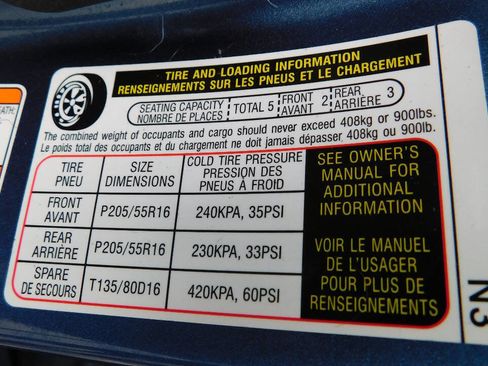 TIRE AND LOADING INFORMATION
RENSEIGNEMENTS SUR LES PNEUS ET LE CHARGEMENT
SEATING CAPACITY
NOMBRE DE PLACES
TOTAL 5
FRONT
AVANT 2
REAR
ARRIÈRE 3
The combined weight of occupants and cargo should never exceed 408kg or 900lbs.
Le poids total des occupants et du chargement ne doit jamais dépasser 408kg ou 900lb.
TIRE
PNEU
SIZE
DIMENSIONS
COLD TIRE PRESSURE
PRESSION DES
PNEUS À FROID
FRONT
AVANT
P205/55R16
240KPA, 35PSI
REAR
ARRIÈRE
P205/55R16
230KPA, 33PSI
SPARE
DE SECOURS
T135/80D16
420KPA, 60PSI
SEE OWNER'S
MANUAL FOR
ADDITIONAL
INFORMATION
VOIR LE MANUEL
DE L'USAGER
POUR PLUS DE
RENSEIGNEMENTS
N3